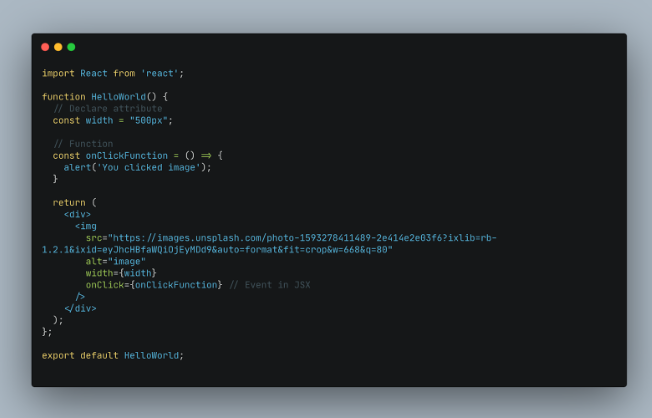 import React from 'react';
function HelloWorld() {
// Declare attribute
const width = "500px";
// Function
const onClickFunction = () => {
alert('You clicked image');
}
return (
<div>
<img
src="https://images.unsplash.com/photo-1593278411489-2e414e2e03f6?ixlib=rb-
1.2.1&ixid=eyJhcHBfaWQiOjEyMDd9&auto=format&fit=crop&w=668&q=80"
alt="image"
width={width}
onClick={onClickFunction} // Event in JSX
/>
</div>
);
};
export default HelloWorld;